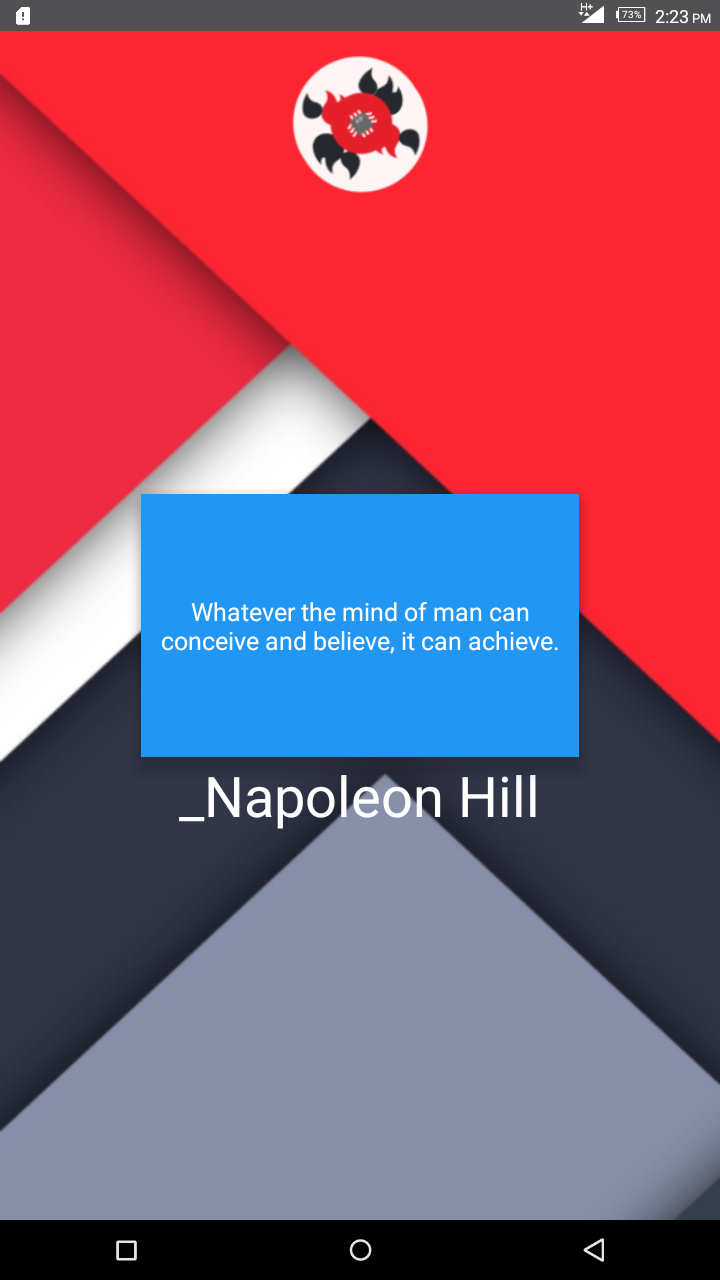 H+ 73% 2:23 PM
Whatever the mind of man can
conceive and believe, it can achieve.
_Napoleon Hill